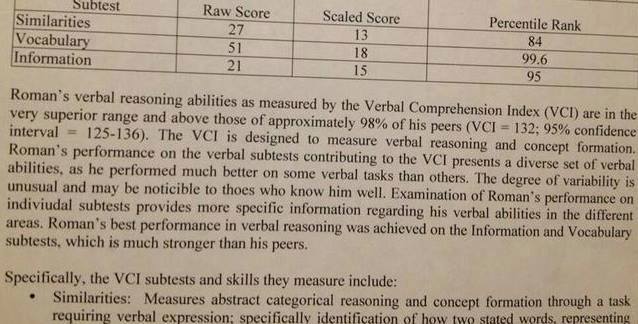 Subtest Raw Score Scaled Score Percentile Rank
Similarities 27 13 84
Vocabulary 51 18 99.6
Information 21 15 95
Roman's verbal reasoning abilities as measured by the Verbal Comprehension Index (VCI) are in the
very superior range and above those of approximately 98% of his peers (VCI = 132; 95% confidence
interval = 125-136). The VCI is designed to measure verbal reasoning and concept formation.
Roman's performance on the verbal subtests contributing to the VCI presents a diverse set of verbal
abilities, as he performed much better on some verbal tasks than others. The degree of variability is
unusual and may be noticible to thoes who know him well. Examination of Roman's performance on
indiviudal subtests provides more specific information regarding his verbal abilities in the different
areas. Roman's best performance in verbal reasoning was achieved on the Information and Vocabulary
subtests, which is much stronger than his peers.
Specifically, the VCI subtests and skills they measure include:
• Similarities: Measures abstract categorical reasoning and concept formation through a task
requiring verbal expression; specifically identification of how two stated words, representing